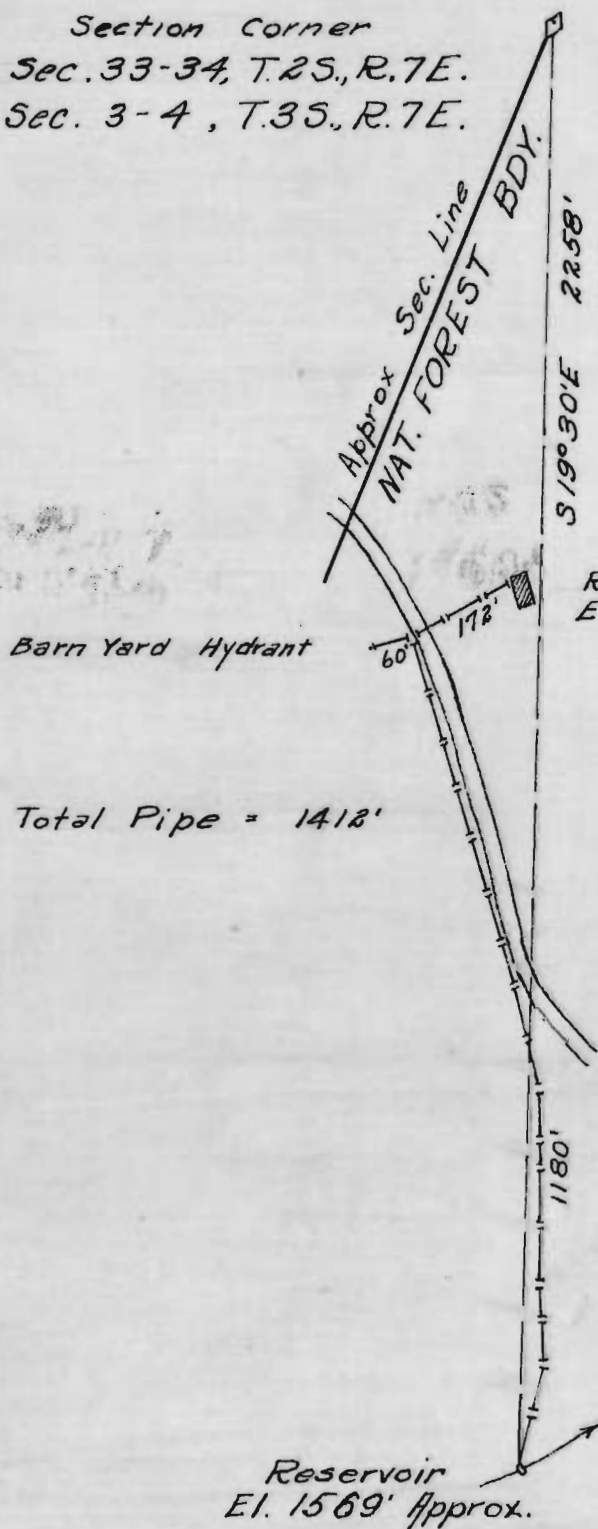 Section Corner
Sec. 33-34, T.2S., R.7E.
Sec. 3-4, T.3S., R.7E.
Approx Sec. Line
NAT. FOREST BDY.
S 19° 30' E 2258'
R
E
172'
Barn Yard Hydrant
60'
Total Pipe = 1412'
1180'
Reservoir
El. 1569' Approx.